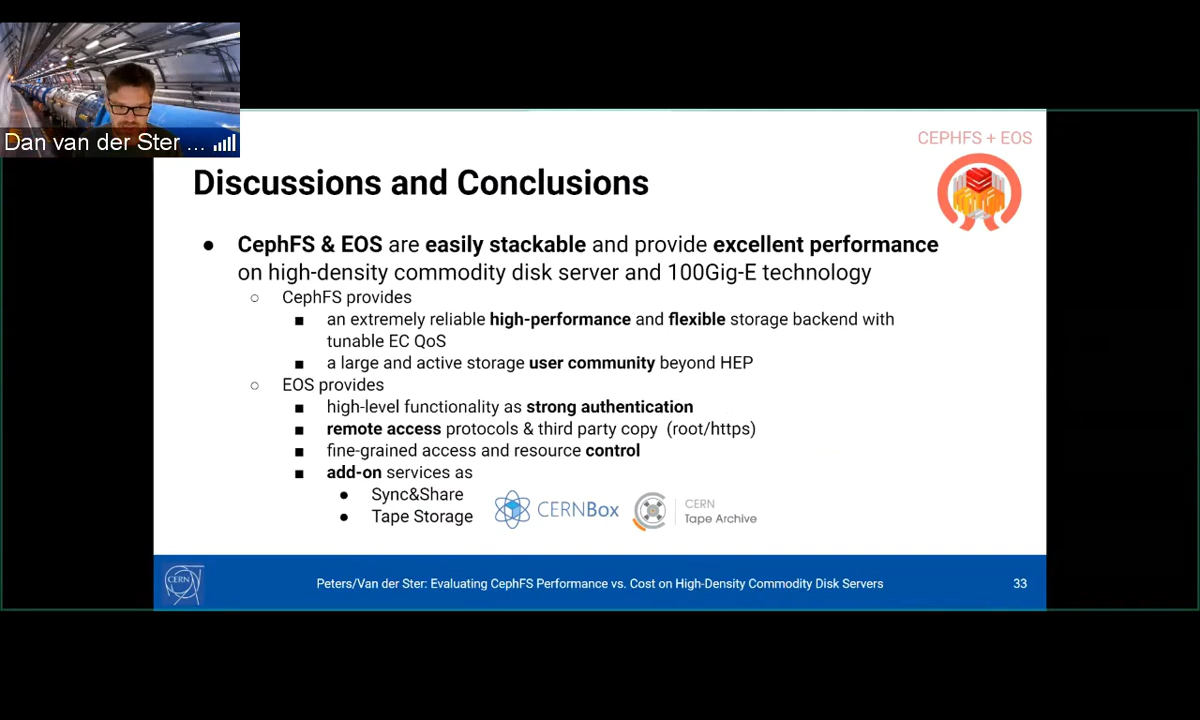 Dan van der Ster ...
CEPHFS + EOS
Discussions and Conclusions
● CephFS & EOS are easily stackable and provide excellent performance
on high-density commodity disk server and 100Gig-E technology
○ CephFS provides
■ an extremely reliable high-performance and flexible storage backend with
tunable EC QoS
■ a large and active storage user community beyond HEP
○ EOS provides
■ high-level functionality as strong authentication
■ remote access protocols & third party copy (root/https)
■ fine-grained access and resource control
■ add-on services as
● Sync&Share
● Tape Storage
CERNBox
CERN
Tape Archive
CERN
Peters/Van der Ster: Evaluating CephFS Performance vs. Cost on High-Density Commodity Disk Servers
33